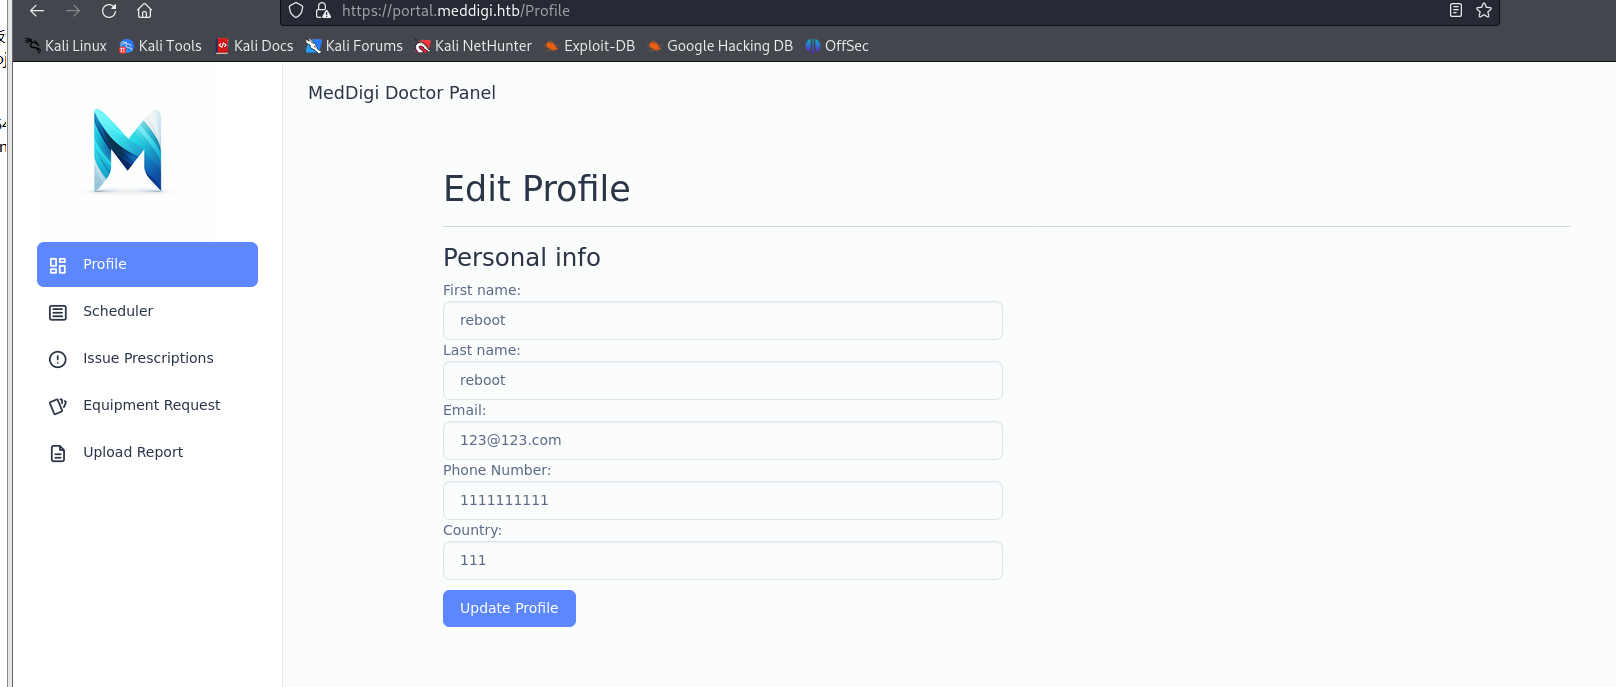 https://portal.meddigi.htb/Profile
Kali Linux Kali Tools Kali Docs Kali Forums Kali NetHunter Exploit-DB Google Hacking DB OffSec
MedDigi Doctor Panel
Profile
Scheduler
Issue Prescriptions
Equipment Request
Upload Report
Edit Profile
Personal info
First name:
reboot
Last name:
reboot
Email:
123@123.com
Phone Number:
1111111111
Country:
111
Update Profile